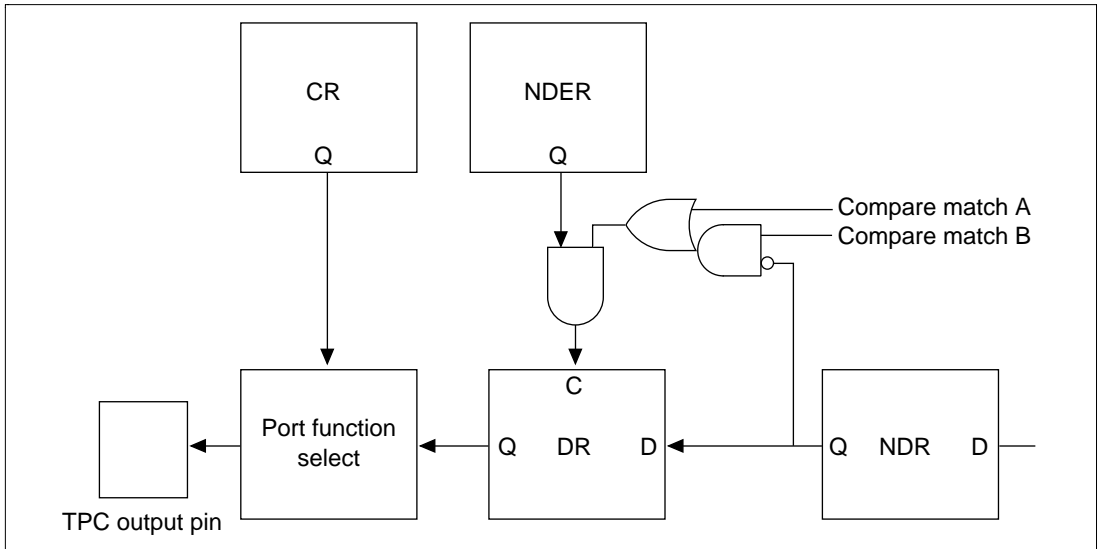 CR
NDER
Q
Q
Compare match A
Compare match B
C
Port function
select
Q
DR
D
Q
NDR
D
TPC output pin